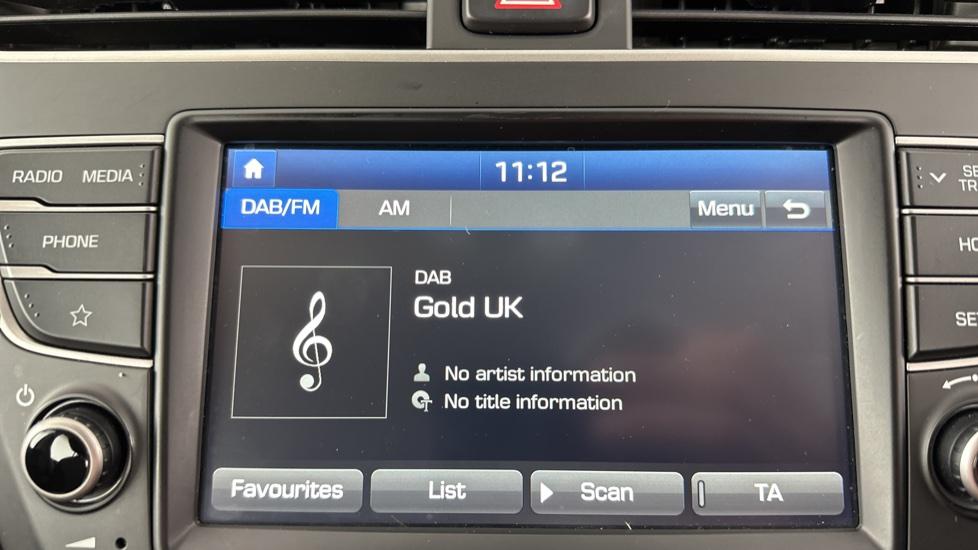 11:12
RADIO MEDIA
DAB/FM AM Menu
PHONE
DAB
Gold UK
No artist information
No title information
Favourites List Scan TA